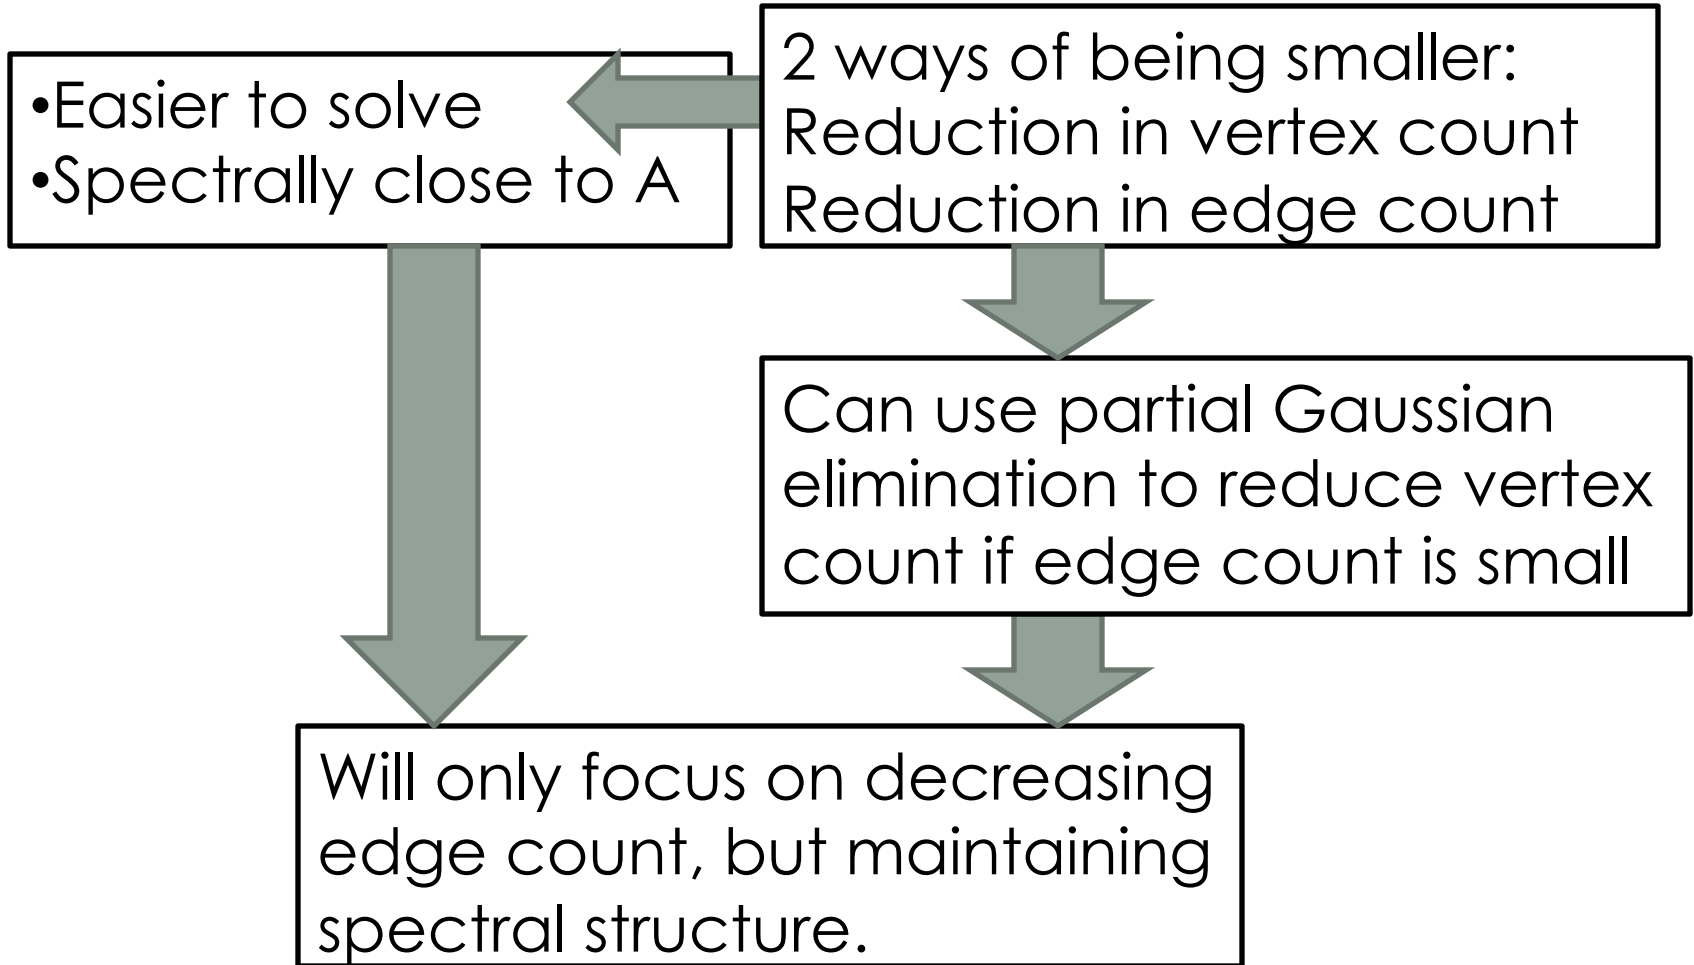 •Easier to solve
•Spectrally close to A
2 ways of being smaller:
Reduction in vertex count
Reduction in edge count
Can use partial Gaussian
elimination to reduce vertex
count if edge count is small
Will only focus on decreasing
edge count, but maintaining
spectral structure.